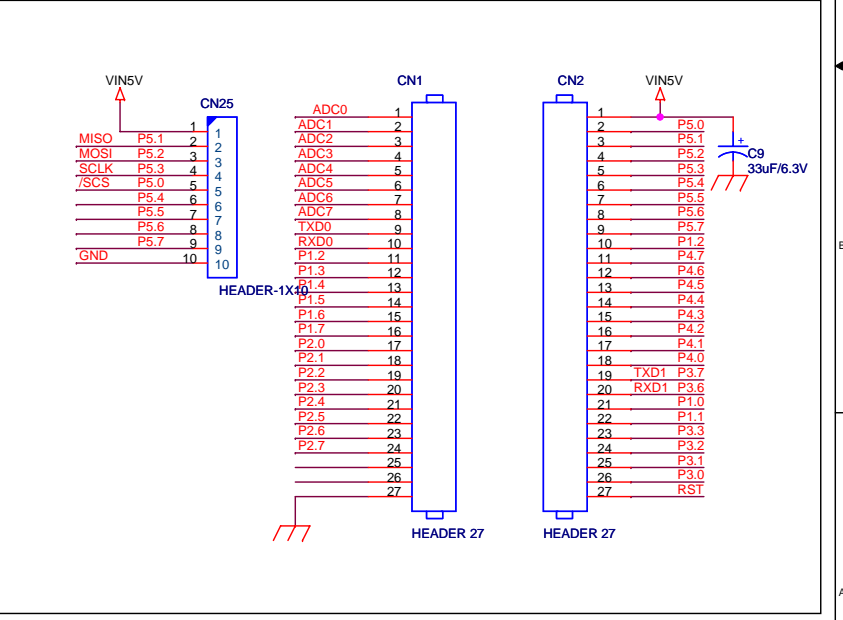 VIN5V
CN25
1 1
MISO P5.1 2 2
MOSI P5.2 3 3
SCLK P5.3 4 4
/SCS P5.0 5 5
P5.4 6 6
P5.5 7 7
P5.6 8 8
P5.7 9 9
GND 10 10
HEADER-1X10
CN1
ADC0 1
ADC1 2
ADC2 3
ADC3 4
ADC4 5
ADC5 6
ADC6 7
ADC7 8
TXD0 9
RXD0 10
P1.2 11
P1.3 12
P1.4 13
P1.5 14
P1.6 15
P1.7 16
P2.0 17
P2.1 18
P2.2 19
P2.3 20
P2.4 21
P2.5 22
P2.6 23
P2.7 24
25
26
27
HEADER 27
CN2
VIN5V
1
2 P5.0
3 P5.1
4 P5.2
5 P5.3
6 P5.4
7 P5.5
8 P5.6
9 P5.7
10 P1.2
11 P4.7
12 P4.6
13 P4.5
14 P4.4
15 P4.3
16 P4.2
17 P4.1
18 P4.0
19 TXD1 P3.7
20 RXD1 P3.6
21 P1.0
22 P1.1
23 P3.3
24 P3.2
25 P3.1
26 P3.0
27 RST
HEADER 27
+
C9
33uF/6.3V